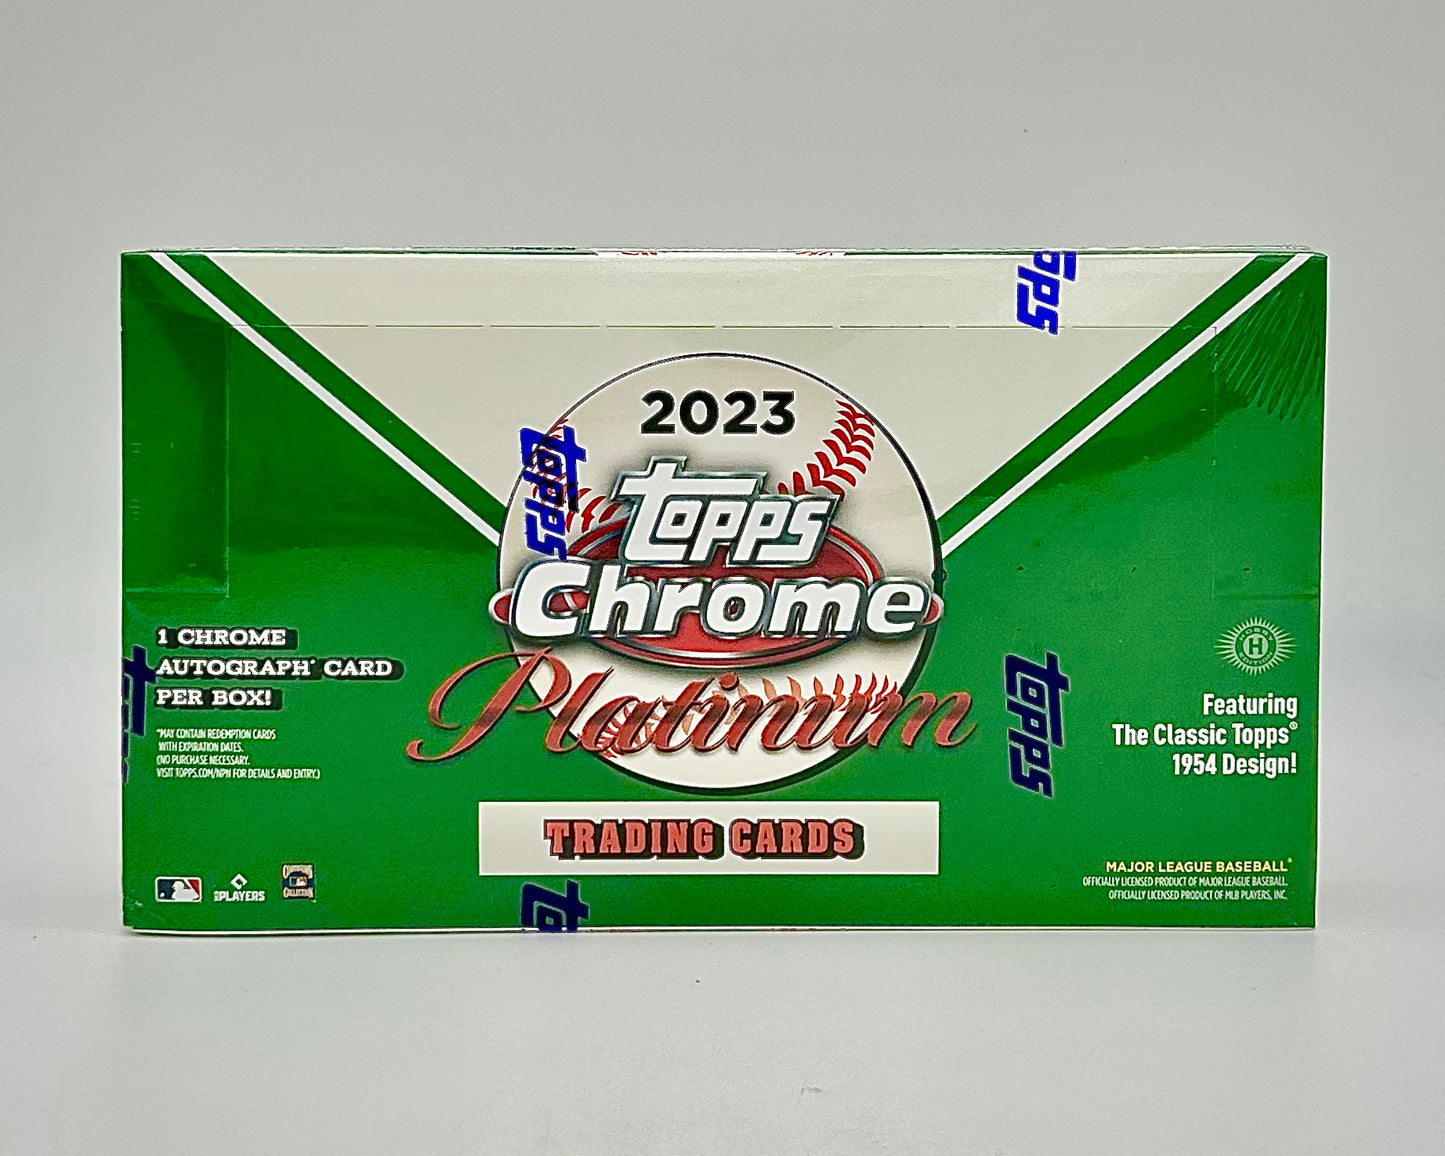 2023
topps
Chrome
Platinum
TRADING CARDS
1 CHROME
AUTOGRAPH* CARD
PER BOX!
*MAY CONTAIN REDEMPTION CARDS
WITH EXPIRATION DATES.
(NO PURCHASE NECESSARY.
VISIT TOPPS.COM/NPN FOR DETAILS AND ENTRY.)
PLAYERS
COLLECTION
topps
topps
topps
topps
HOBBY
H
EDITION
Featuring
The Classic Topps®
1954 Design!
MAJOR LEAGUE BASEBALL®
OFFICIALLY LICENSED PRODUCT OF MAJOR LEAGUE BASEBALL.
OFFICIALLY LICENSED PRODUCT OF MLB PLAYERS, INC.